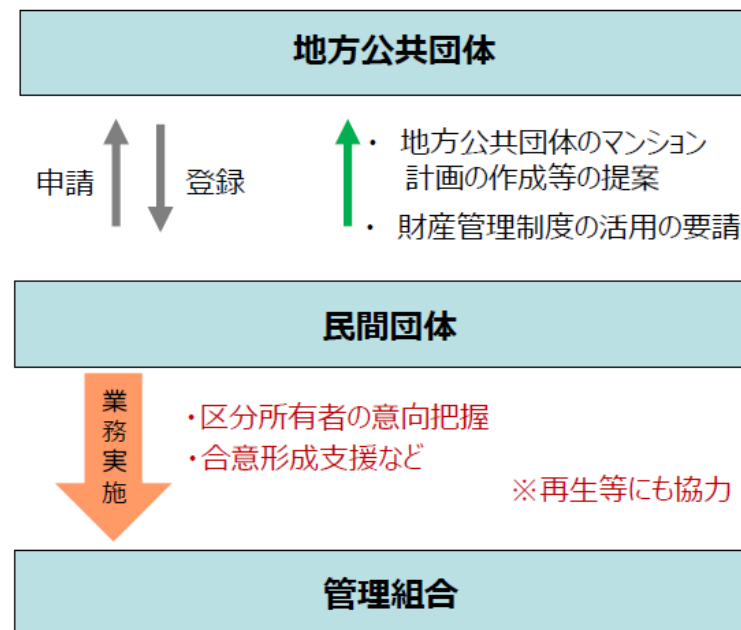 地方公共団体
申請
登録
・ 地方公共団体のマンション
計画の作成等の提案
・ 財産管理制度の活用の要請
民間団体
業務実施
・区分所有者の意向把握
・合意形成支援など
※再生等にも協力
管理組合